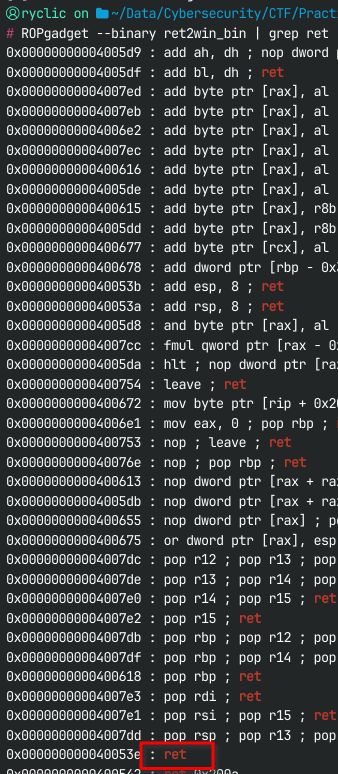 ryclic on ~/Data/Cybersecurity/CTF/Pract
# ROPgadget --binary ret2win_bin | grep ret
0x00000000004005d9 : add ah, dh ; nop dword p
0x00000000004005df : add bl, dh ; ret
0x00000000004007ed : add byte ptr [rax], al
0x00000000004007eb : add byte ptr [rax], al
0x00000000004006e2 : add byte ptr [rax], al
0x00000000004007ec : add byte ptr [rax], al
0x0000000000400616 : add byte ptr [rax], al
0x00000000004005de : add byte ptr [rax], al
0x0000000000400615 : add byte ptr [rax], r8b
0x00000000004005dd : add byte ptr [rax], r8b
0x0000000000400677 : add byte ptr [rcx], al
0x0000000000400678 : add dword ptr [rbp - 0x3
0x000000000040053b : add esp, 8 ; ret
0x000000000040053a : add rsp, 8 ; ret
0x00000000004005d8 : and byte ptr [rax], al
0x00000000004007cc : fmul qword ptr [rax - 0x
0x00000000004005da : hlt ; nop dword ptr [rax
0x0000000000400754 : leave ; ret
0x0000000000400672 : mov byte ptr [rip + 0x20
0x00000000004006e1 : mov eax, 0 ; pop rbp ; r
0x0000000000400753 : nop ; leave ; ret
0x000000000040076e : nop ; pop rbp ; ret
0x0000000000400613 : nop dword ptr [rax + rax
0x00000000004005db : nop dword ptr [rax + rax
0x0000000000400655 : nop dword ptr [rax] ; po
0x0000000000400675 : or dword ptr [rax], esp
0x00000000004007dc : pop r12 ; pop r13 ; pop
0x00000000004007de : pop r13 ; pop r14 ; pop
0x00000000004007e0 : pop r14 ; pop r15 ; ret
0x00000000004007e2 : pop r15 ; ret
0x00000000004007db : pop rbp ; pop r12 ; pop
0x00000000004007df : pop rbp ; pop r14 ; pop
0x0000000000400618 : pop rbp ; ret
0x00000000004007e3 : pop rdi ; ret
0x00000000004007e1 : pop rsi ; pop r15 ; ret
0x00000000004007dd : pop rsp ; pop r13 ; pop
0x000000000040053e : ret
0x0000000000400542 : ret 0x200a